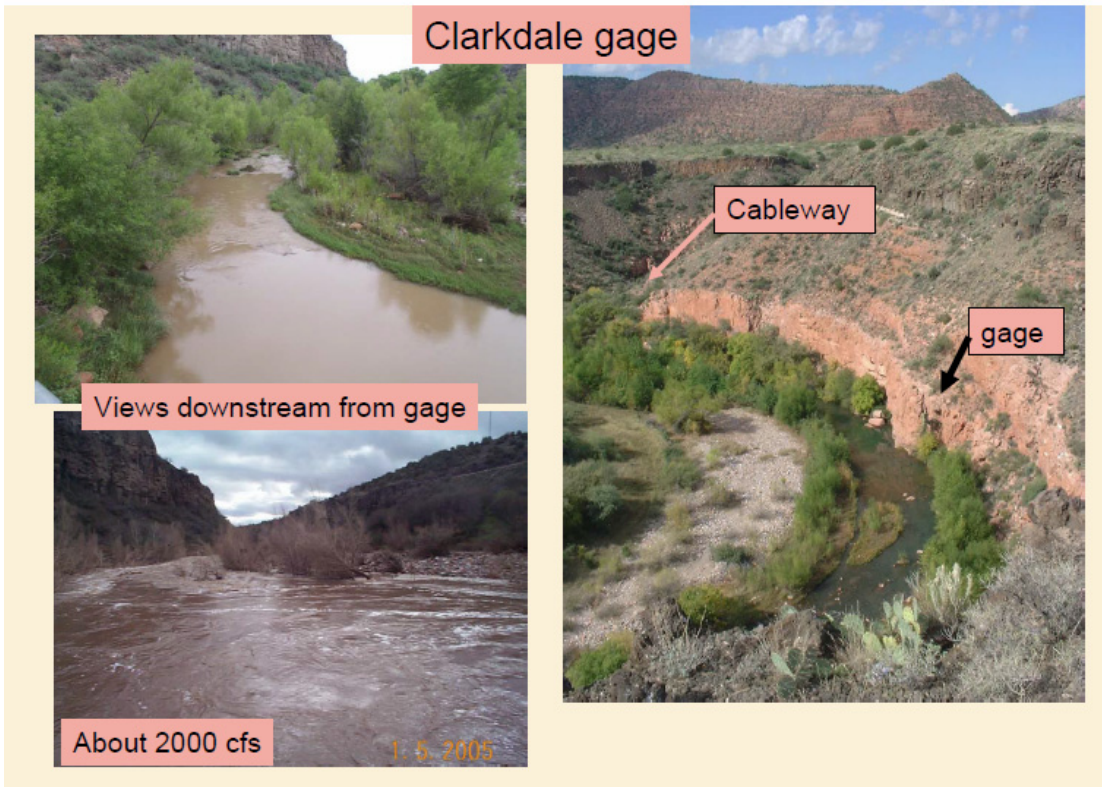 Clarkdale gage
Views downstream from gage
About 2000 cfs
1. 5. 2005
Cableway
gage